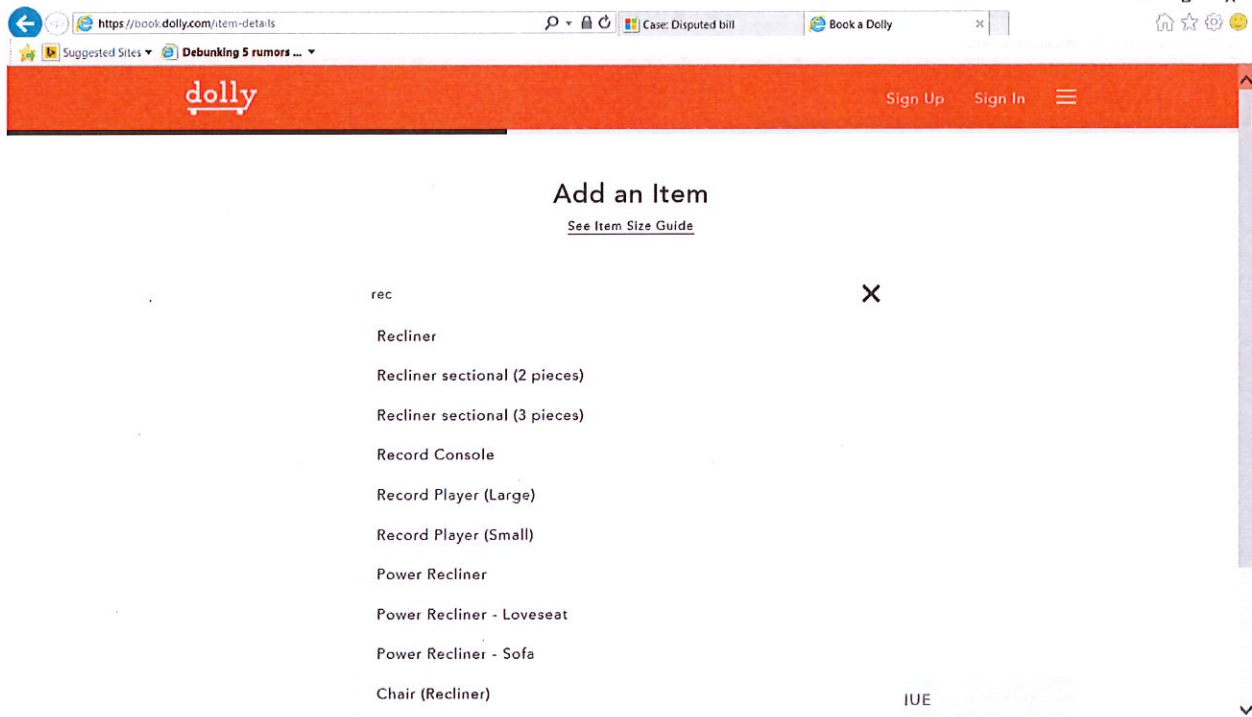 https://book.dolly.com/item-details
Case: Disputed bill
Book a Dolly
Suggested Sites
Debunking 5 rumors ...
dolly
Sign Up
Sign In
Add an Item
See Item Size Guide
rec
Recliner
Recliner sectional (2 pieces)
Recliner sectional (3 pieces)
Record Console
Record Player (Large)
Record Player (Small)
Power Recliner
Power Recliner - Loveseat
Power Recliner - Sofa
Chair (Recliner)
IUE